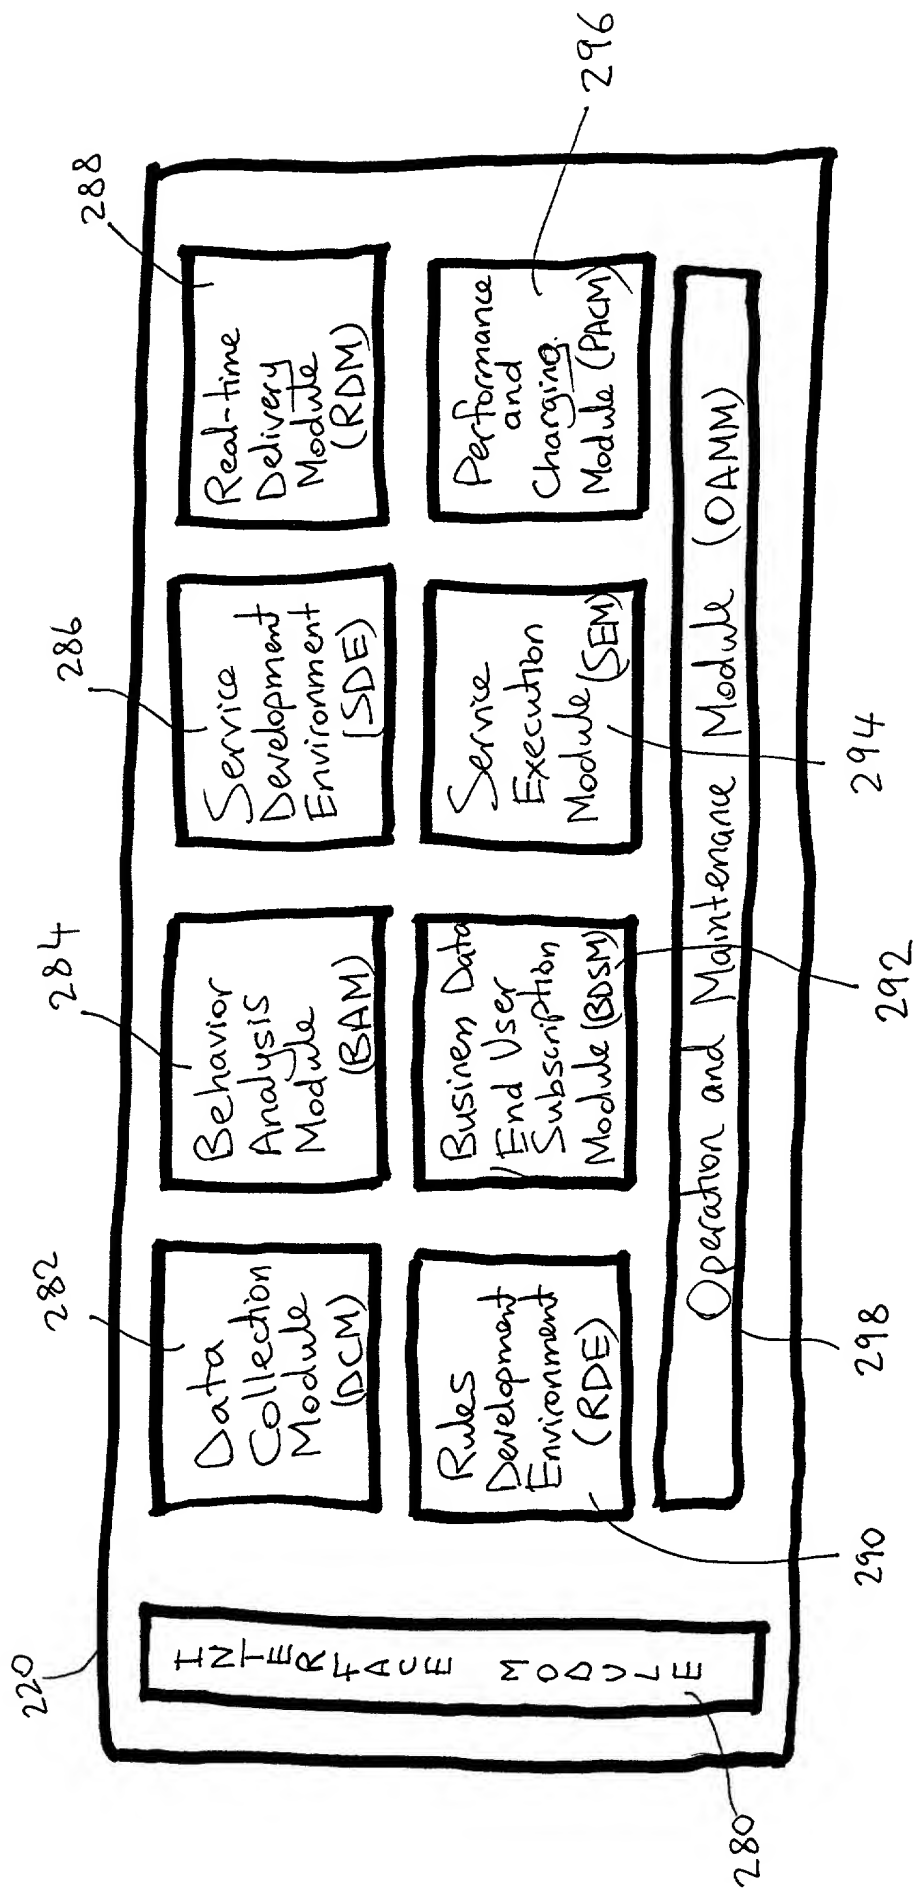 220
282
284
286
288
INTERFACE MODULE
280
Data
Collection
Module
(DCM)
Behavior
Analysis
Module
(BAM)
Service
Development
Environment
(SDE)
Real-time
Delivery
Module
(RDM)
Rules
Development
Environment
(RDE)
Business Data
End User
Subscription
Module (BDSM)
Service
Execution
Module (SEM)
Performance
and
Charging
Module (PACM)
296
Operation and Maintenance Module (OAMM)
290
298
292
294